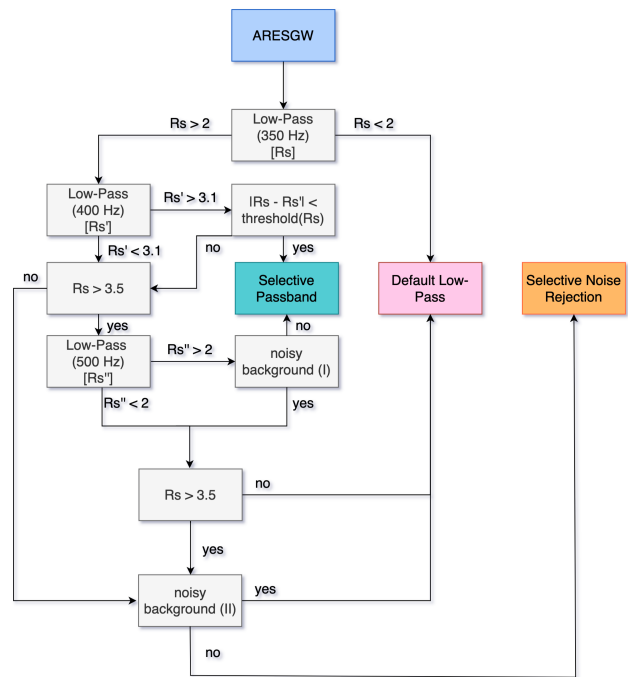 ARESGW
Rs > 2
Low-Pass
(350 Hz)
[Rs]
Rs < 2
Low-Pass
(400 Hz)
[Rs']
Rs' > 3.1
|Rs - Rs'| <
threshold(Rs)
Rs' < 3.1
no
yes
no
Rs > 3.5
Selective
Passband
Default Low-
Pass
Selective Noise
Rejection
yes
no
Low-Pass
(500 Hz)
[Rs"]
Rs" > 2
noisy
background (I)
Rs" < 2
yes
Rs > 3.5
no
yes
noisy
background (II)
yes
no